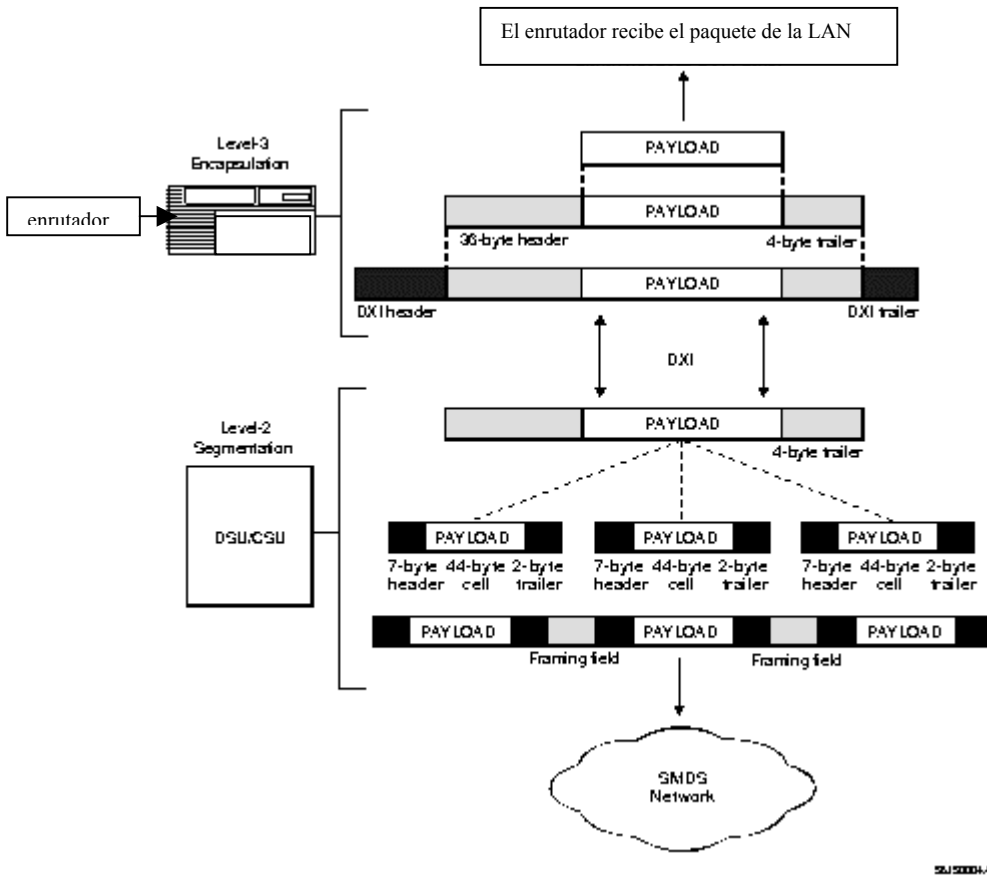 El enrutador recibe el paquete de la LAN
Level-3
Encapsulation
enrutador
PAYLOAD
PAYLOAD
36-byte header
4-byte trailer
PAYLOAD
DXI header
DXI trailer
DXI
Level-2
Segmentation
DSU/CSU
PAYLOAD
4-byte trailer
PAYLOAD
PAYLOAD
PAYLOAD
7-byte header
44-byte cell
2-byte trailer
7-byte header
44-byte cell
2-byte trailer
7-byte header
44-byte cell
2-byte trailer
PAYLOAD
PAYLOAD
PAYLOAD
Framing field
Framing field
SMDS
Network